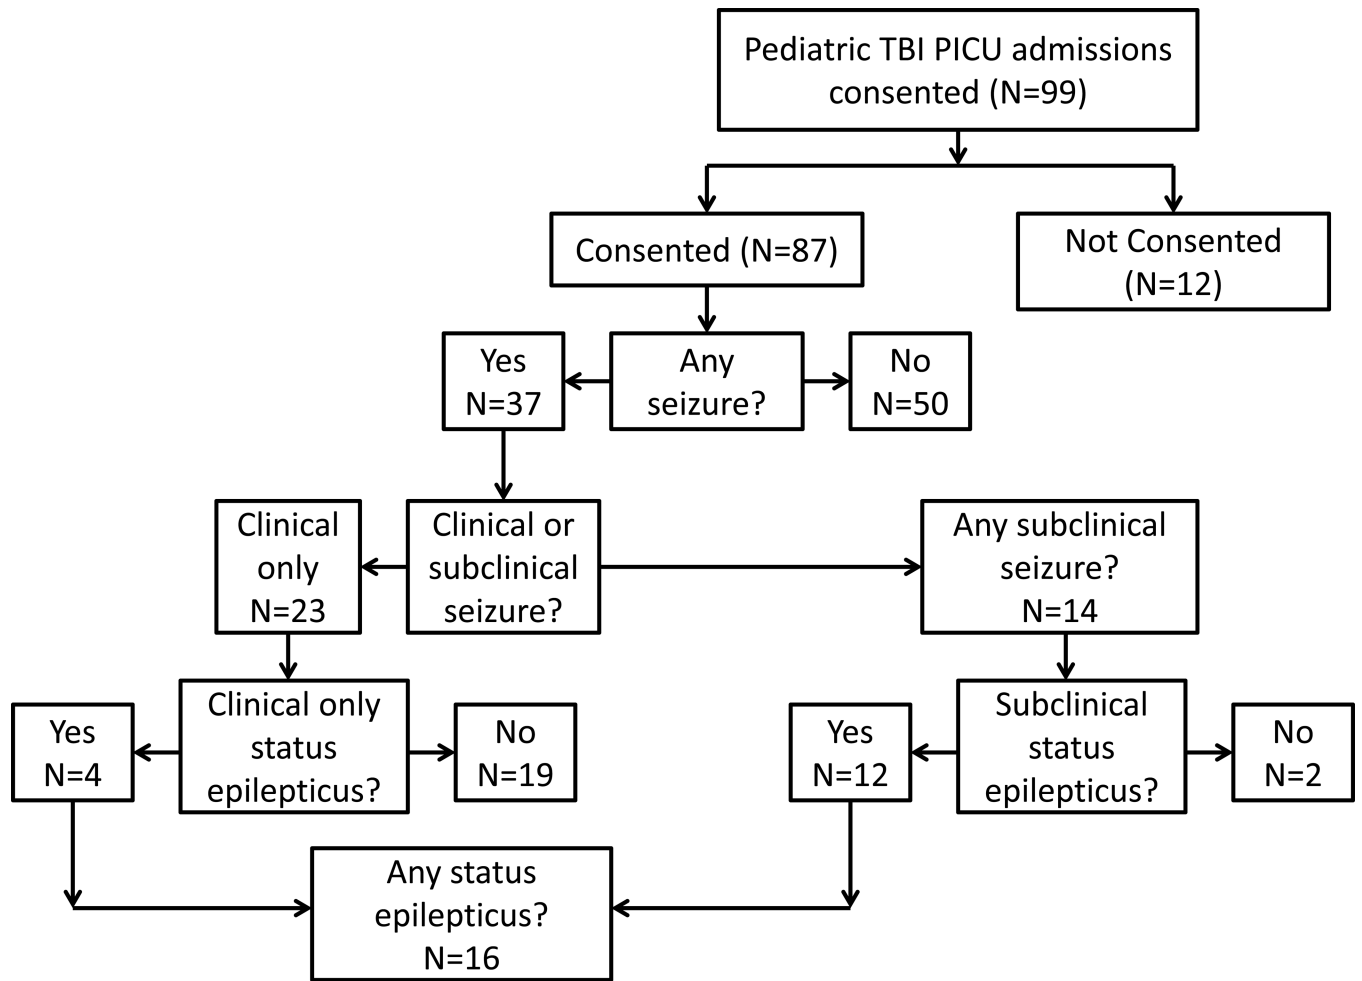 Pediatric TBI PICU admissions
consented (N=99)
Consented (N=87)
Not Consented
(N=12)
Yes
N=37
Any
seizure?
No
N=50
Clinical
only
N=23
Clinical or
subclinical
seizure?
Any subclinical
seizure?
N=14
Yes
N=4
Clinical only
status
epilepticus?
No
N=19
Yes
N=12
Subclinical
status
epilepticus?
No
N=2
Any status
epilepticus?
N=16